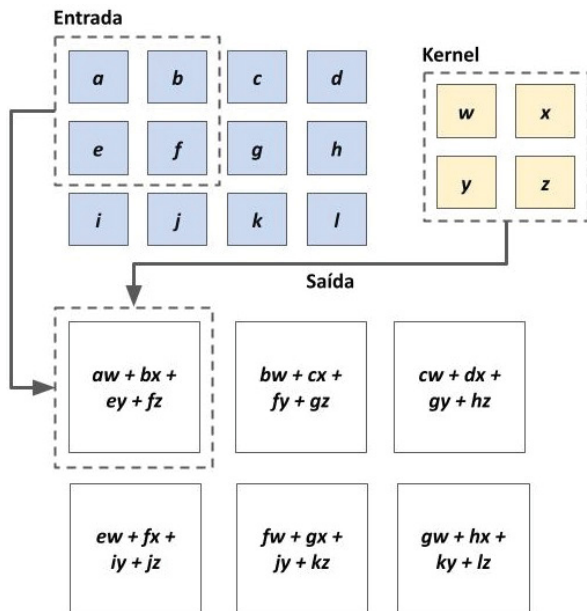 Entrada
a b c d
Kernel
w x
e f g h
y z
i j k l
Saída
aw + bx +
ey + fz
bw + cx +
fy + gz
cw + dx +
gy + hz
ew + fx +
iy + jz
fw + gx +
jy + kz
gw + hx +
ky + lz